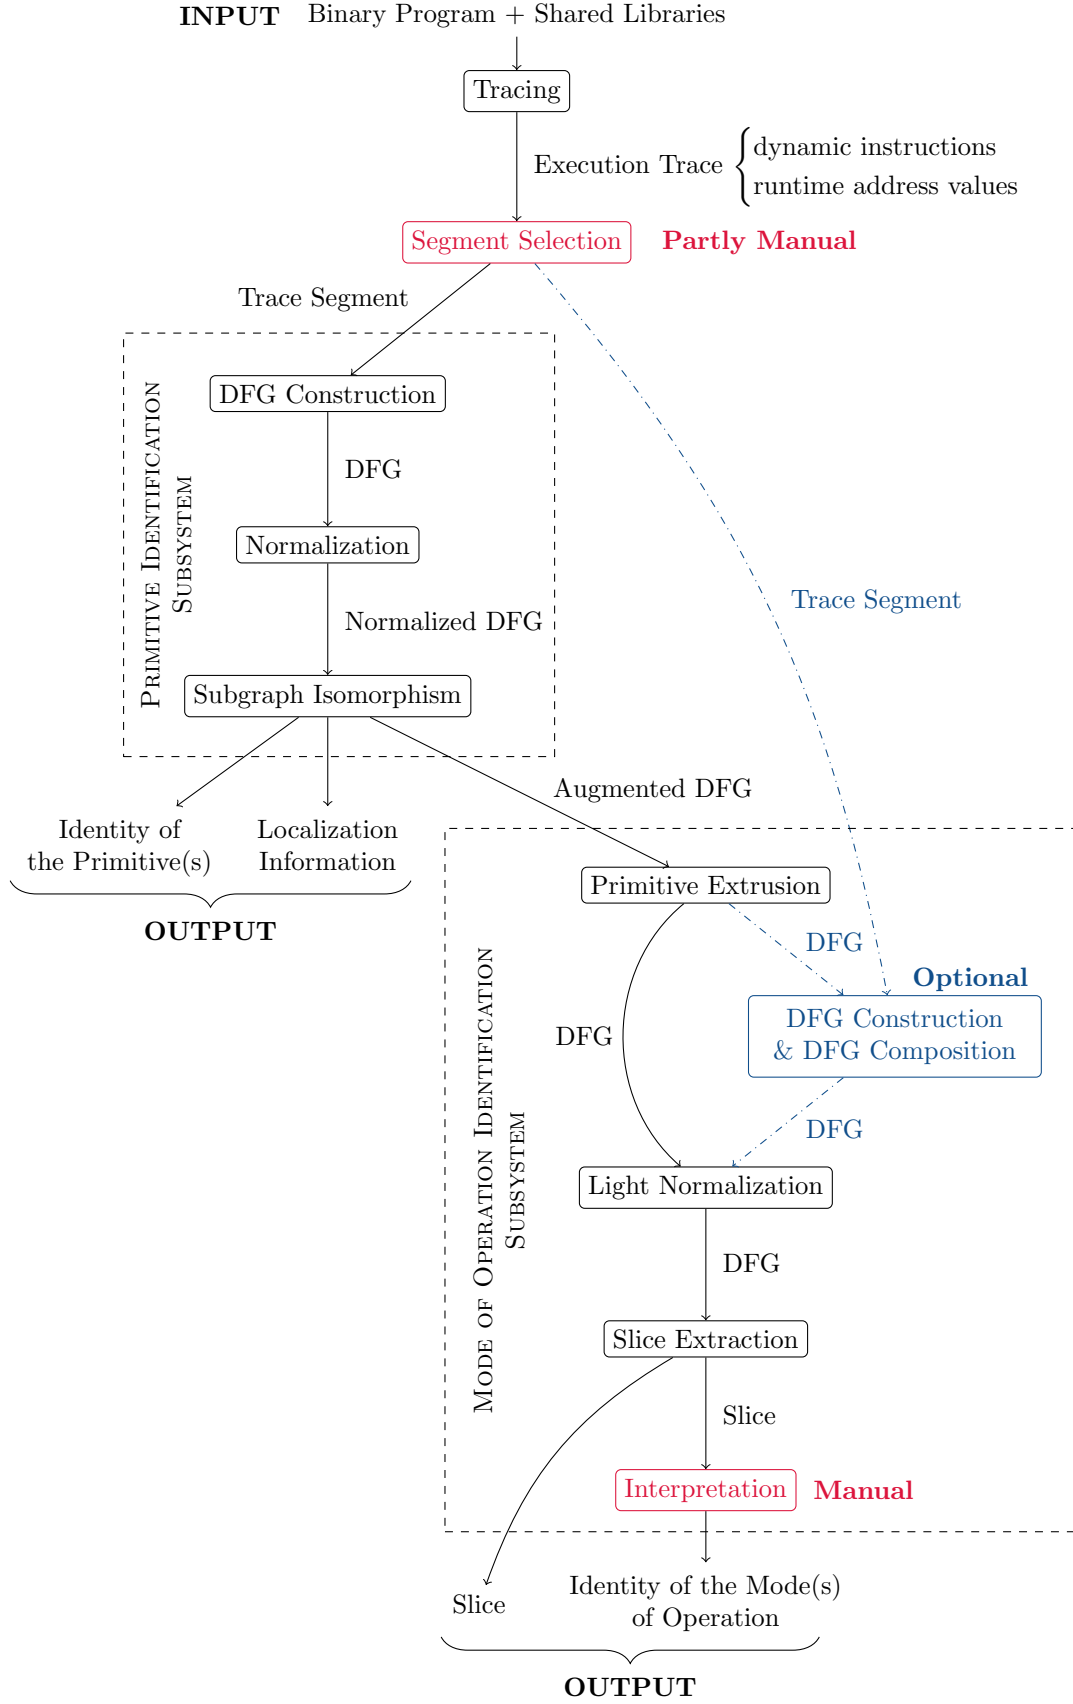 INPUT Binary Program + Shared Libraries
Tracing
Execution Trace
dynamic instructions
runtime address values
Segment Selection Partly Manual
Trace Segment
PRIMITIVE IDENTIFICATION
SUBSYSTEM
DFG Construction
DFG
Normalization
Normalized DFG
Subgraph Isomorphism
Trace Segment
Identity of
the Primitive(s)
Localization
Information
OUTPUT
Augmented DFG
MODE OF OPERATION IDENTIFICATION
SUBSYSTEM
Primitive Extrusion
DFG
Optional
DFG Construction
& DFG Composition
DFG
DFG
Light Normalization
DFG
Slice Extraction
Slice
Interpretation Manual
Slice
Identity of the Mode(s)
of Operation
OUTPUT